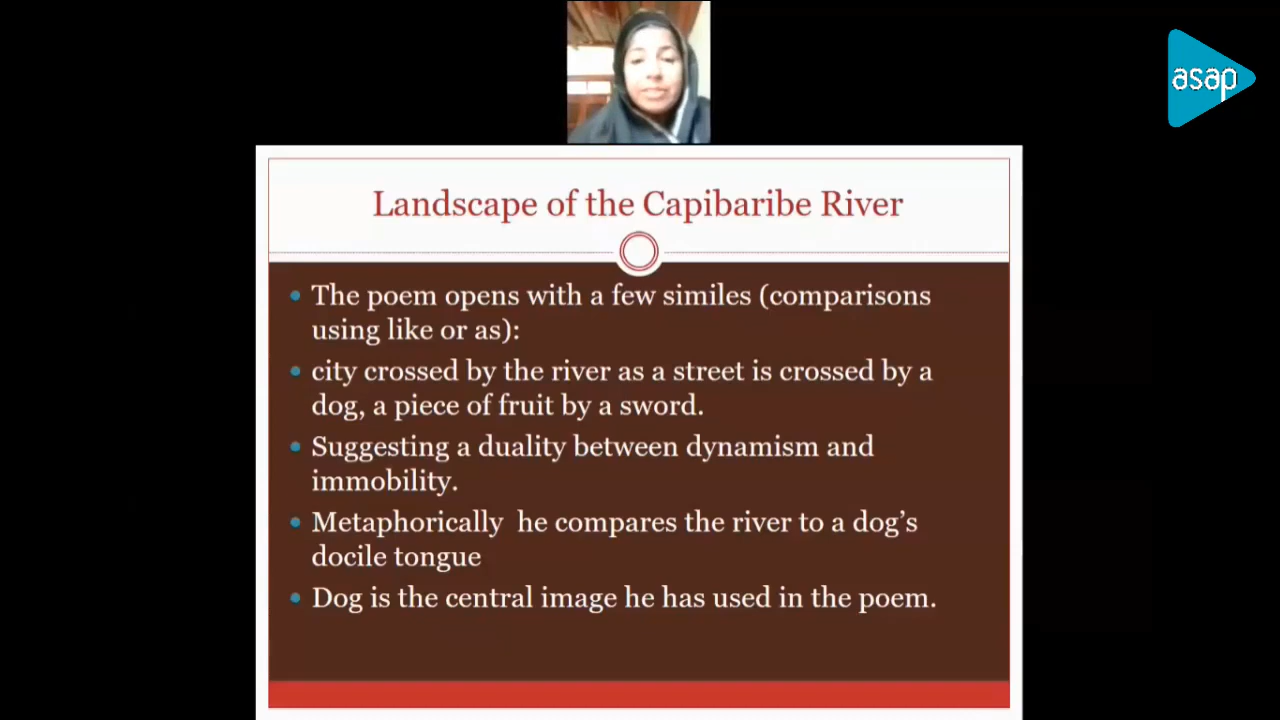 asap
Landscape of the Capibaribe River
The poem opens with a few similes (comparisons
using like or as):
city crossed by the river as a street is crossed by a
dog, a piece of fruit by a sword.
Suggesting a duality between dynamism and
immobility.
Metaphorically he compares the river to a dog’s
docile tongue
Dog is the central image he has used in the poem.